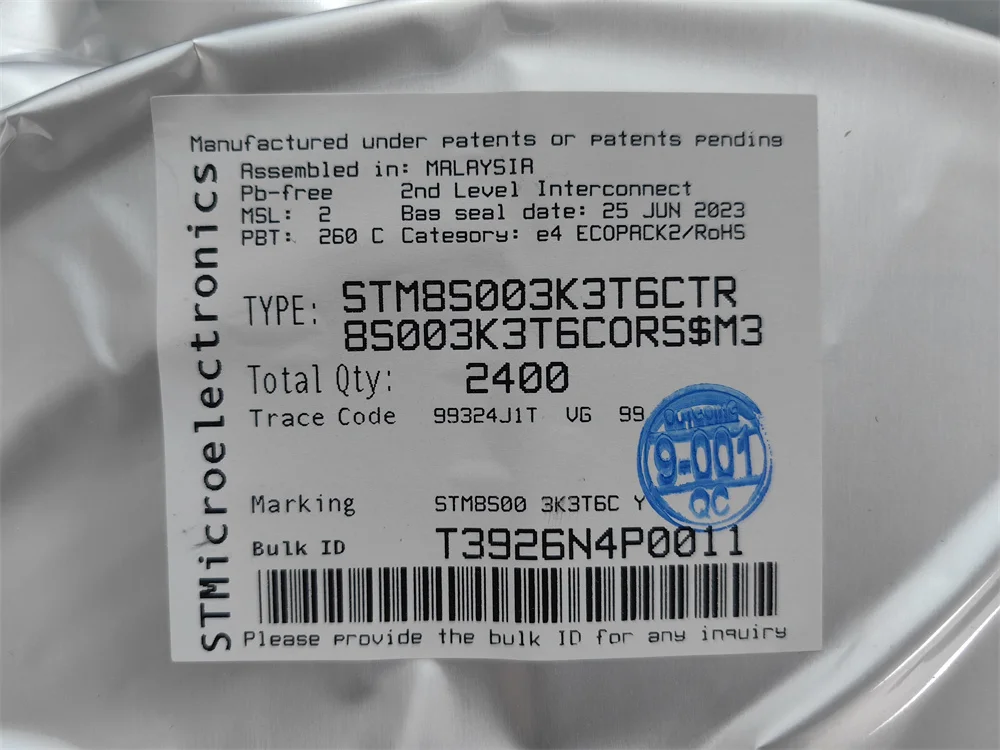 Manufactured under patents or patents pending
STMicroelectronics
Assembled in: MALAYSIA
Pb-free 2nd Level Interconnect
MSL: 2 Bag seal date: 25 JUN 2023
PBT: 260 C Category: e4 ECOPACK2/RoHS
TYPE: STM8S003K3T6CTR
8S003K3T6CORS$M3
Total Qty: 2400
Trace Code 99324J1T VG 99
OUTGOING
9-001
QC
Marking STM8S00 3K3T6C Y
Bulk ID T3926N4P0011
Please provide the bulk ID for any inquiry